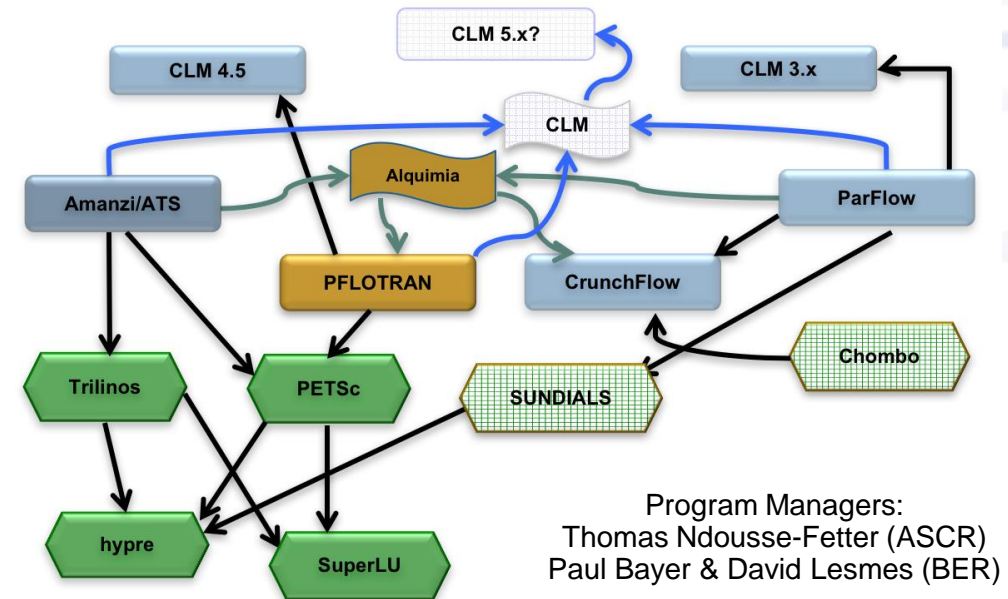 CLM 5.x?
CLM 4.5
CLM 3.x
CLM
Alquimia
Amanzi/ATS
ParFlow
PFLOTRAN
CrunchFlow
Chombo
Trilinos
PETSc
SUNDIALS
hypre
SuperLU
Program Managers:
Thomas Ndousse-Fetter (ASCR)
Paul Bayer & David Lesmes (BER)